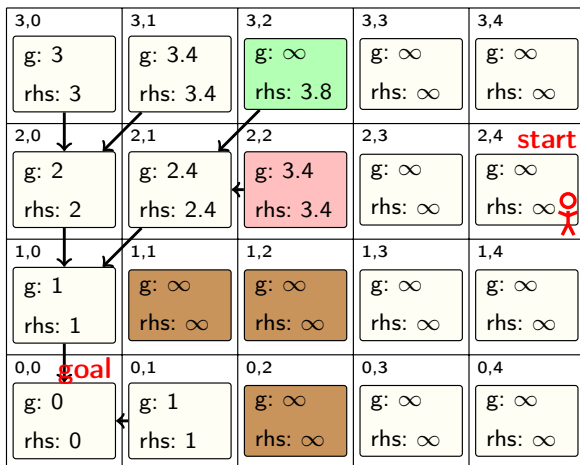 3,0 3,1 3,2 3,3 3,4
g: 3 g: 3.4 g: ∞ g: ∞ g: ∞
rhs: 3 rhs: 3.4 rhs: 3.8 rhs: ∞ rhs: ∞
2,0 2,1 2,2 2,3 2,4 start
g: 2 g: 2.4 g: 3.4 g: ∞ g: ∞
rhs: 2 rhs: 2.4 rhs: 3.4 rhs: ∞ rhs: ∞
1,0 1,1 1,2 1,3 1,4
g: 1 g: ∞ g: ∞ g: ∞ g: ∞
rhs: 1 rhs: ∞ rhs: ∞ rhs: ∞ rhs: ∞
0,0 goal 0,1 0,2 0,3 0,4
g: 0 g: 1 g: ∞ g: ∞ g: ∞
rhs: 0 rhs: 1 rhs: ∞ rhs: ∞ rhs: ∞